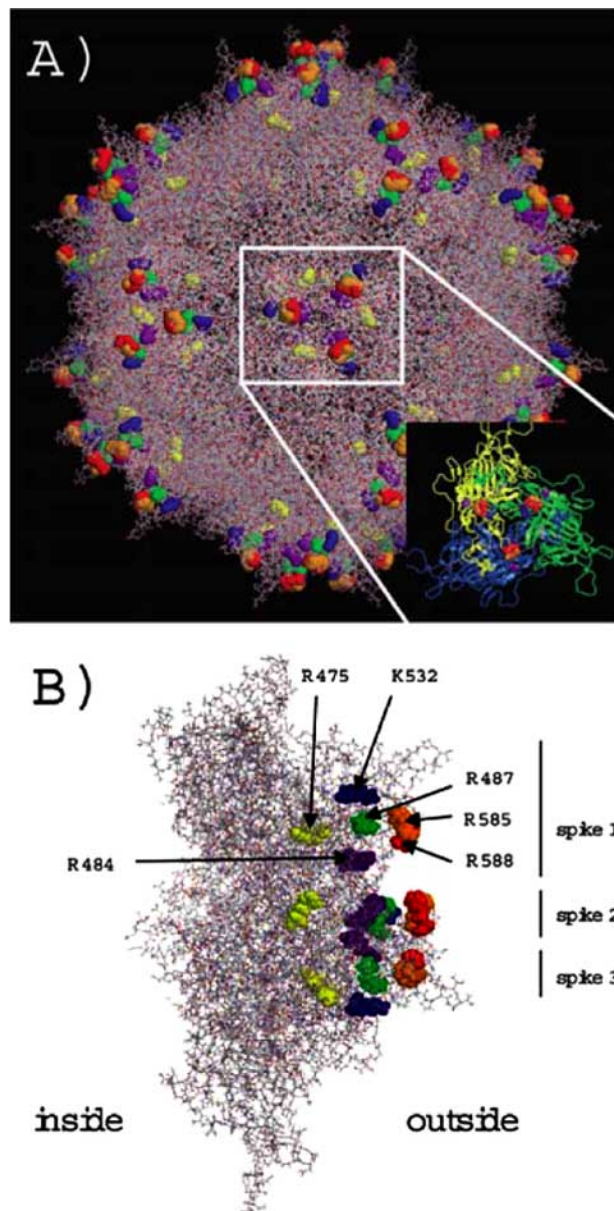 A)
B)
R475 K532
R487
R585
R588
R484
spike 1
spike 2
spike 3
inside outside